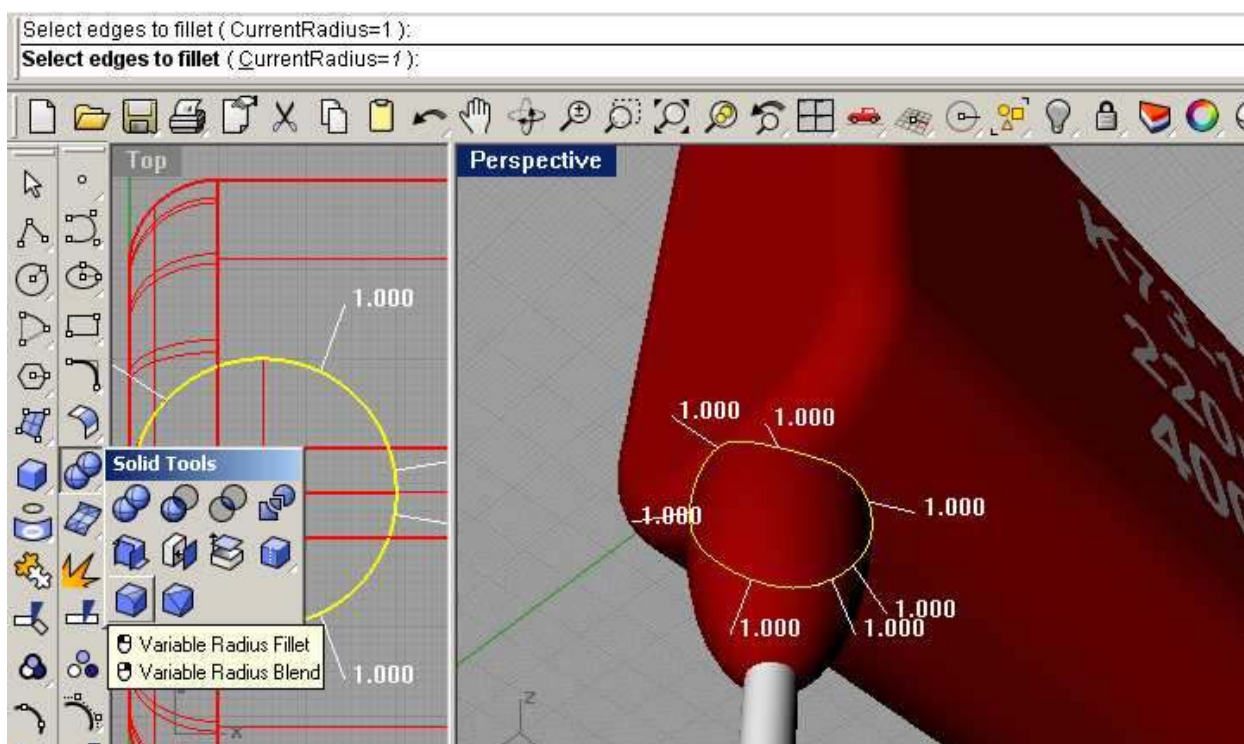 Select edges to fillet ( CurrentRadius=1 ):
Select edges to fillet ( CurrentRadius=1 ):
Top
Perspective
1.000
1.000
Solid Tools
Variable Radius Fillet
Variable Radius Blend
x
1.000
1.000
1.000
1.000
1.000
1.000
1.000
z
220
400